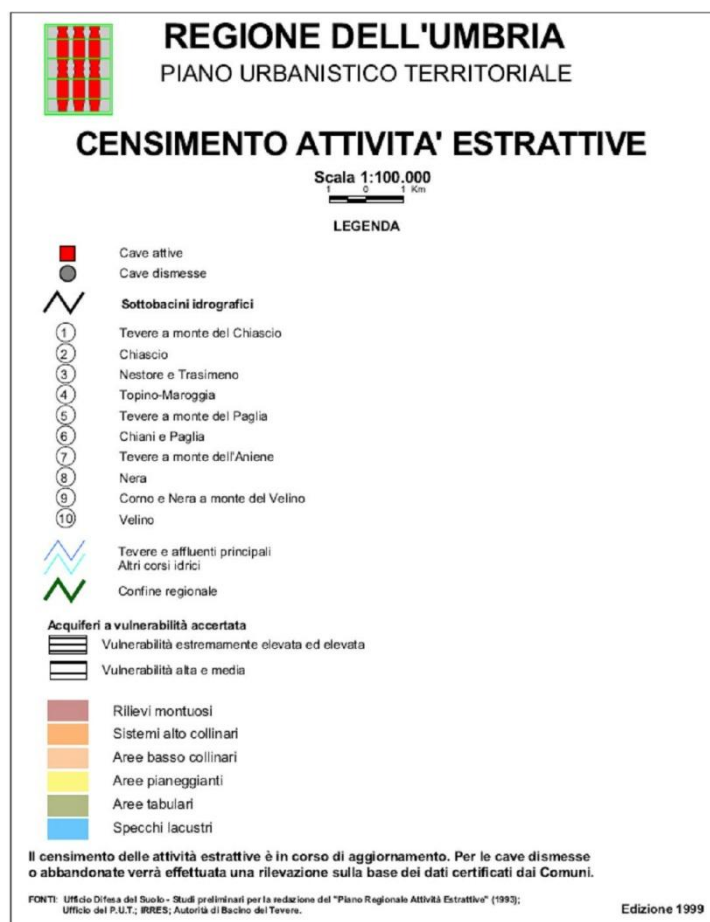 REGIONE DELL'UMBRIA
PIANO URBANISTICO TERRITORIALE
CENSIMENTO ATTIVITA' ESTRATTIVE
Scala 1:100.000
1 0 1 Km
LEGENDA
Cave attive
Cave dismesse
Sottobacini idrografici
1 Tevere a monte del Chiascio
2 Chiascio
3 Nestore e Trasimeno
4 Topino-Maroggia
5 Tevere a monte del Paglia
6 Chiani e Paglia
7 Tevere a monte dell'Aniene
8 Nera
9 Corno e Nera a monte del Velino
10 Velino
Tevere e affluenti principali
Altri corsi idrici
Confine regionale
Acquiferi a vulnerabilità accertata
Vulnerabilità estremamente elevata ed elevata
Vulnerabilità alta e media
Rilievi montuosi
Sistemi alto collinari
Aree basso collinari
Aree pianeggianti
Aree tabulari
Specchi lacustri
Il censimento delle attività estrattive è in corso di aggiornamento. Per le cave dismesse
o abbandonate verrà effettuata una rilevazione sulla base dei dati certificati dai Comuni.
FONTI: Ufficio Difesa del Suolo - Studi preliminari per la redazione del "Piano Regionale Attività Estrattive" (1993);
Ufficio del P.U.T.; IRRES; Autorità di Bacino del Tevere.
Edizione 1999